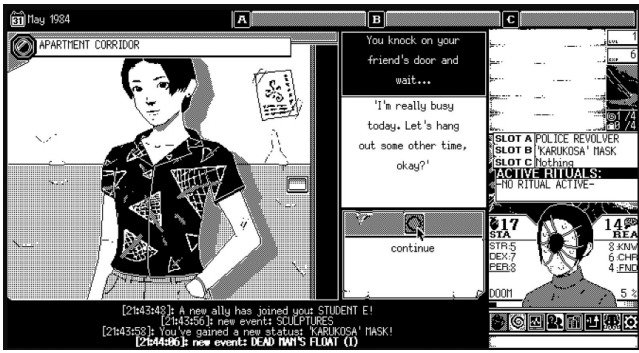 31 May 1984
A
B
C
APARTMENT CORRIDOR
You knock on your
friend's door and
wait...
'I'm really busy
today. Let's hang
out some other time,
okay?'
continue
[21:43:48]: A new ally has joined you: STUDENT E!
[21:43:56]: new event: SCULPTURES
[21:43:58]: You've gained a new status: 'KARUKOSA' MASK!
[21:44:06]: new event: DEAD MAN'S FLOAT (I)
1
6
1/4
0/4
SLOT A POLICE REVOLVER
SLOT B 'KARUKOSA' MASK
SLOT C Nothing
ACTIVE RITUALS:
-NO RITUAL ACTIVE-
17 14
STA REA
STR:5 8:KNW
DEX:7 6:CHR
PER:8 4:FND
DOOM 5 %